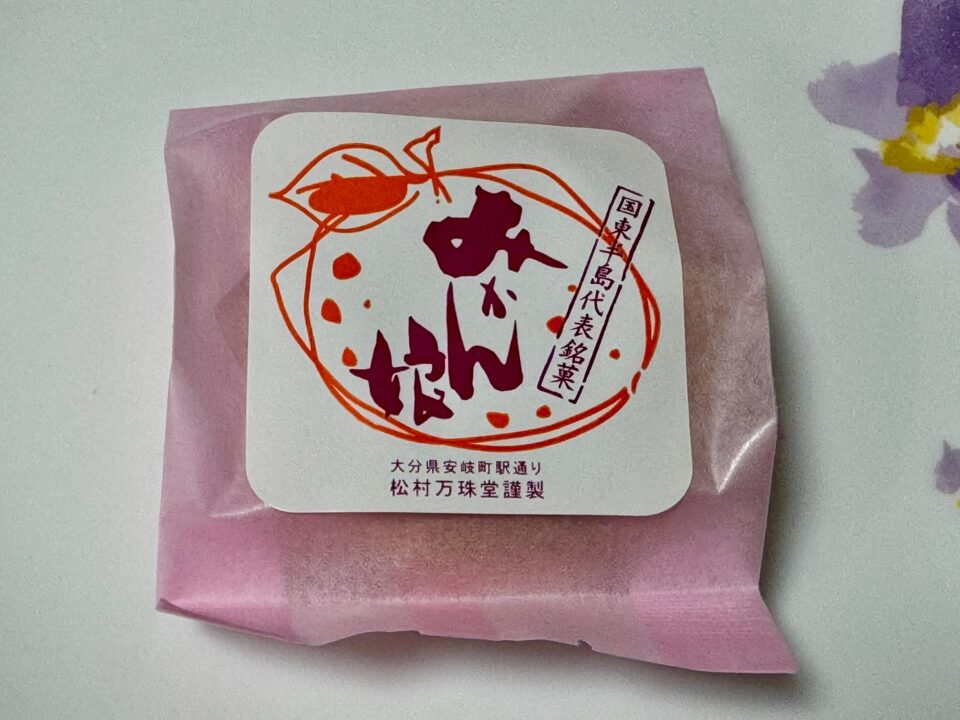 国東半島代表銘菓
みかん
娘
大分県安岐町駅通り
松村万珠堂謹製